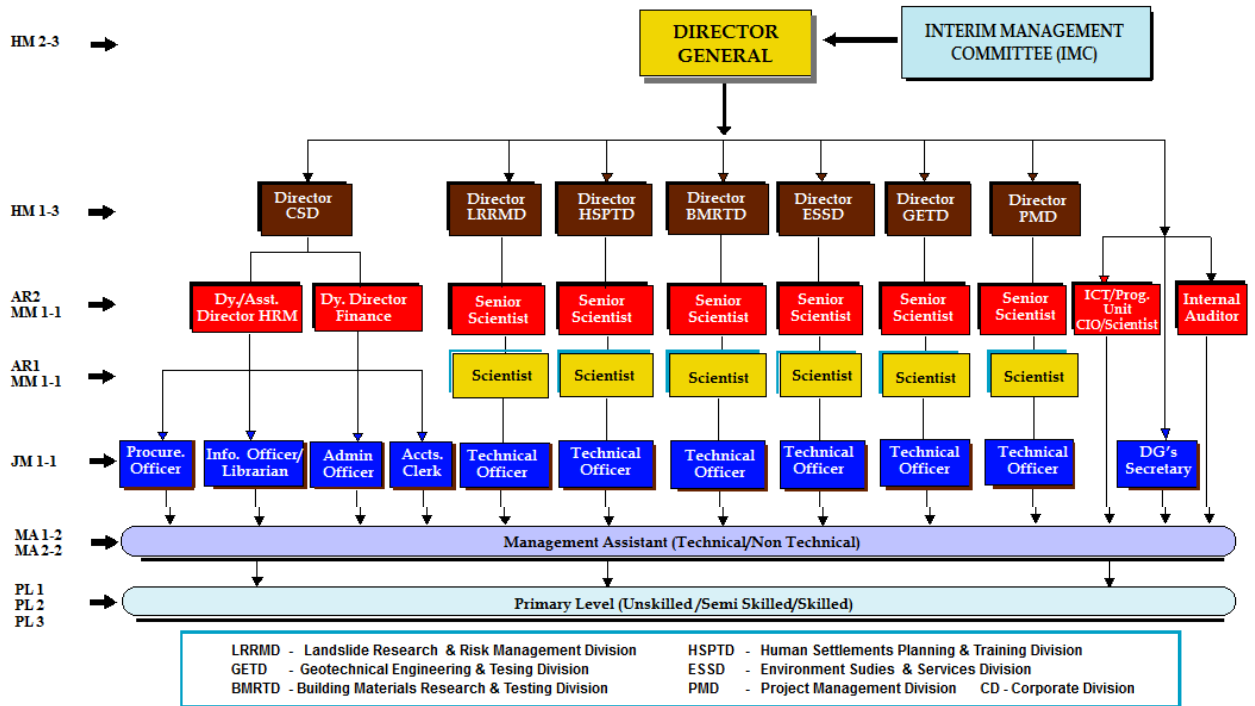 HM 2-3
DIRECTOR
GENERAL
INTERIM MANAGEMENT
COMMITTEE (IMC)
HM 1-3
Director
CSD
Director
LRRMD
Director
HSPTD
Director
BMRTD
Director
ESSD
Director
GETD
Director
PMD
AR2
MM 1-1
Dy./Asst.
Director HRM
Dy. Director
Finance
Senior
Scientist
Senior
Scientist
Senior
Scientist
Senior
Scientist
Senior
Scientist
Senior
Scientist
ICT/Prog.
Unit
CIO/Scientist
Internal
Auditor
AR1
MM 1-1
Scientist
Scientist
Scientist
Scientist
Scientist
Scientist
JM 1-1
Procure.
Officer
Info. Officer/
Librarian
Admin
Officer
Accts.
Clerk
Technical
Officer
Technical
Officer
Technical
Officer
Technical
Officer
Technical
Officer
Technical
Officer
DG's
Secretary
MA 1-2
MA 2-2
Management Assistant (Technical/Non Technical)
PL 1
PL 2
PL 3
Primary Level (Unskilled /Semi Skilled/Skilled)
LRRMD - Landslide Research & Risk Management Division
HSPTD - Human Settlements Planning & Training Division
GETD - Geotechnical Engineering & Tesing Division
ESSD - Environment Sudies & Services Division
BMRTD - Building Materials Research & Testing Division
PMD - Project Management Division CD - Corporate Division